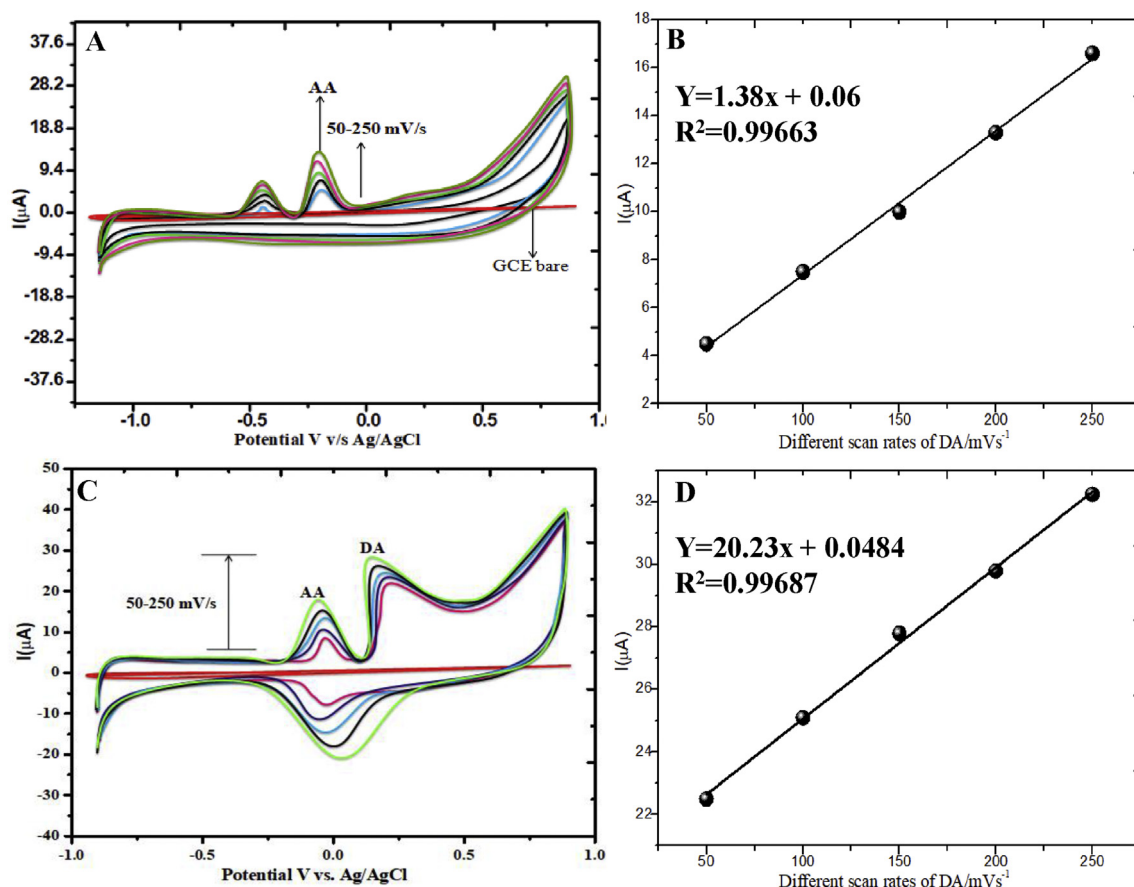 A
37.6
28.2
18.8
9.4
0.0
-9.4
-18.8
-28.2
-37.6
I(µA)
AA
50-250 mV/s
GCE bare
-1.0
-0.5
0.0
0.5
1.0
Potential V v/s Ag/AgCl
B
Y=1.38x + 0.06
R²=0.99663
18
16
14
12
10
8
6
4
2
I(µA)
50
100
150
200
250
Different scan rates of DA/mVs⁻¹
C
50
40
30
20
10
0
-10
-20
-30
-40
I(µA)
50-250 mV/s
AA
DA
-1.0
-0.5
0.0
0.5
1.0
Potential V vs. Ag/AgCl
D
Y=20.23x + 0.0484
R²=0.99687
32
30
28
26
24
22
I(µA)
50
100
150
200
250
Different scan rates of DA/mVs⁻¹